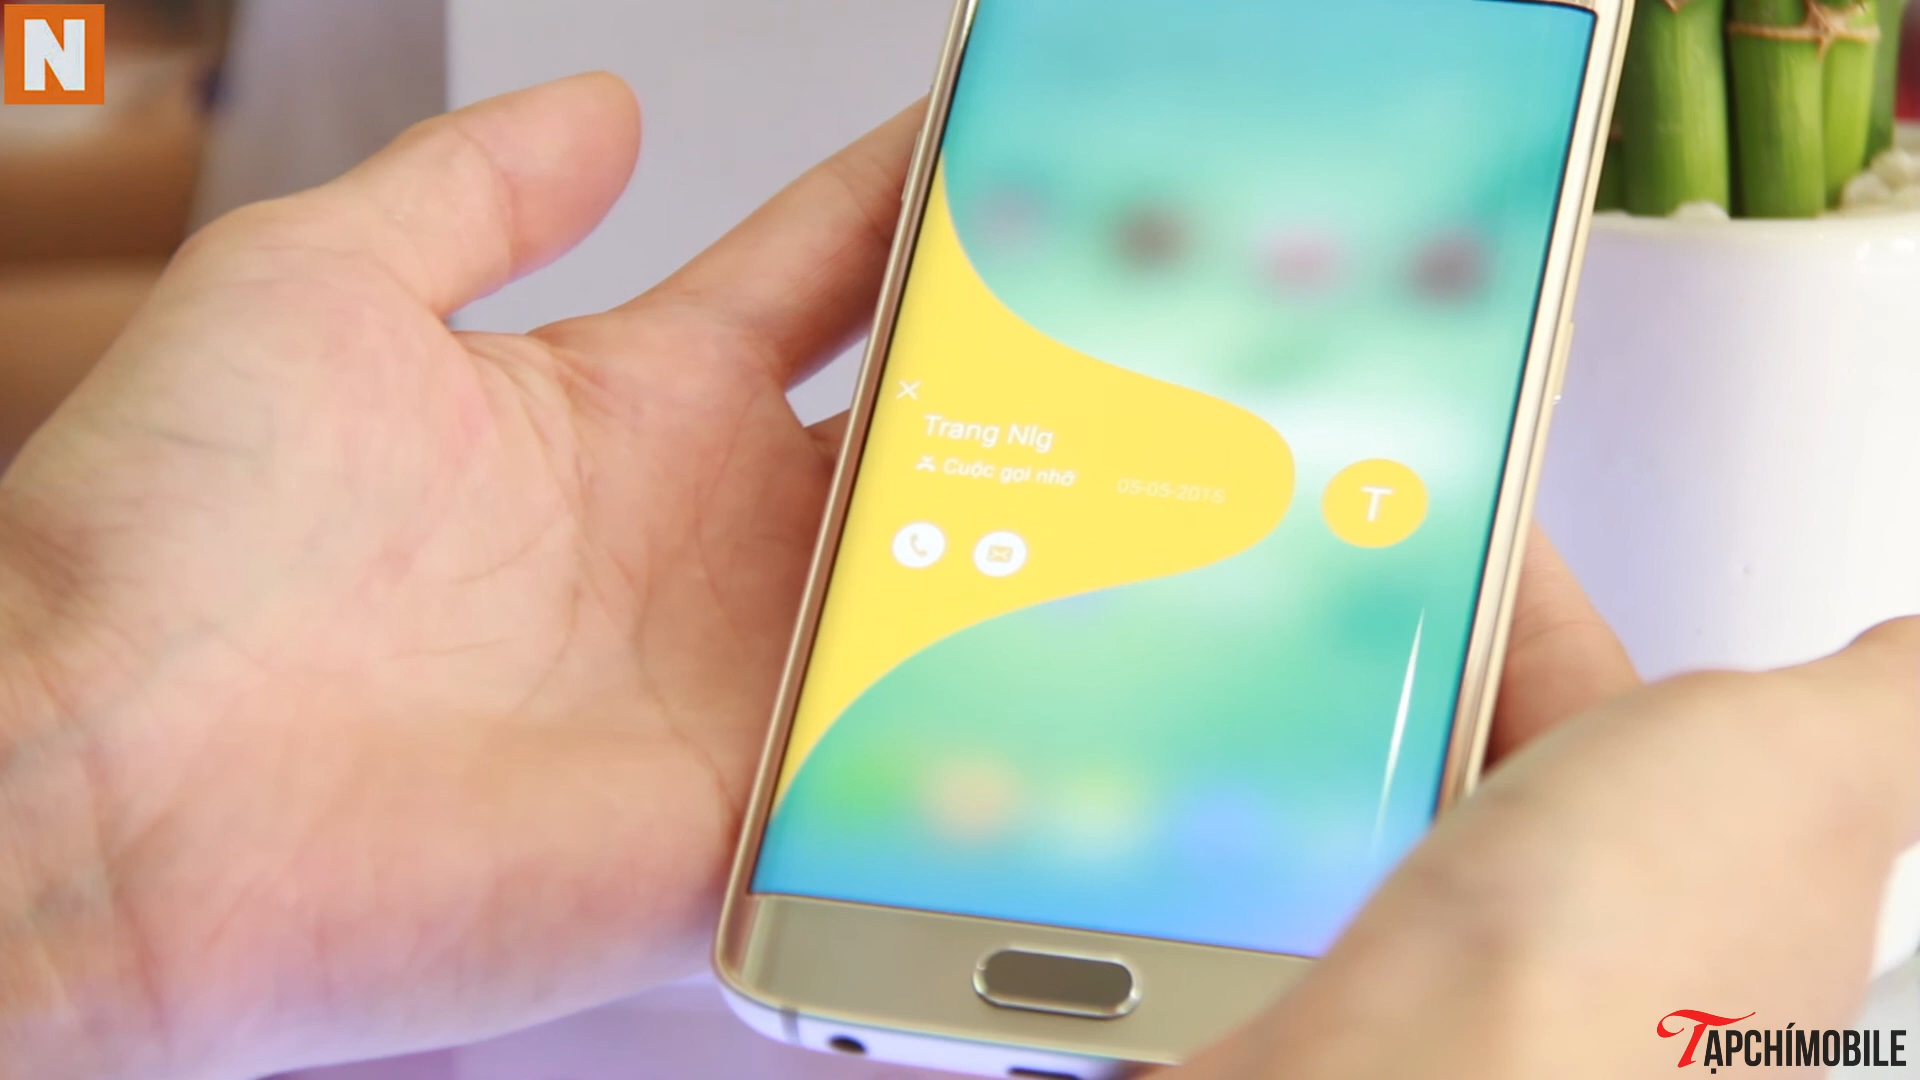 N
Trang Nlg
Cuộc gọi nhỡ
05-05-2015
T
TẠPCHÍMOBILE